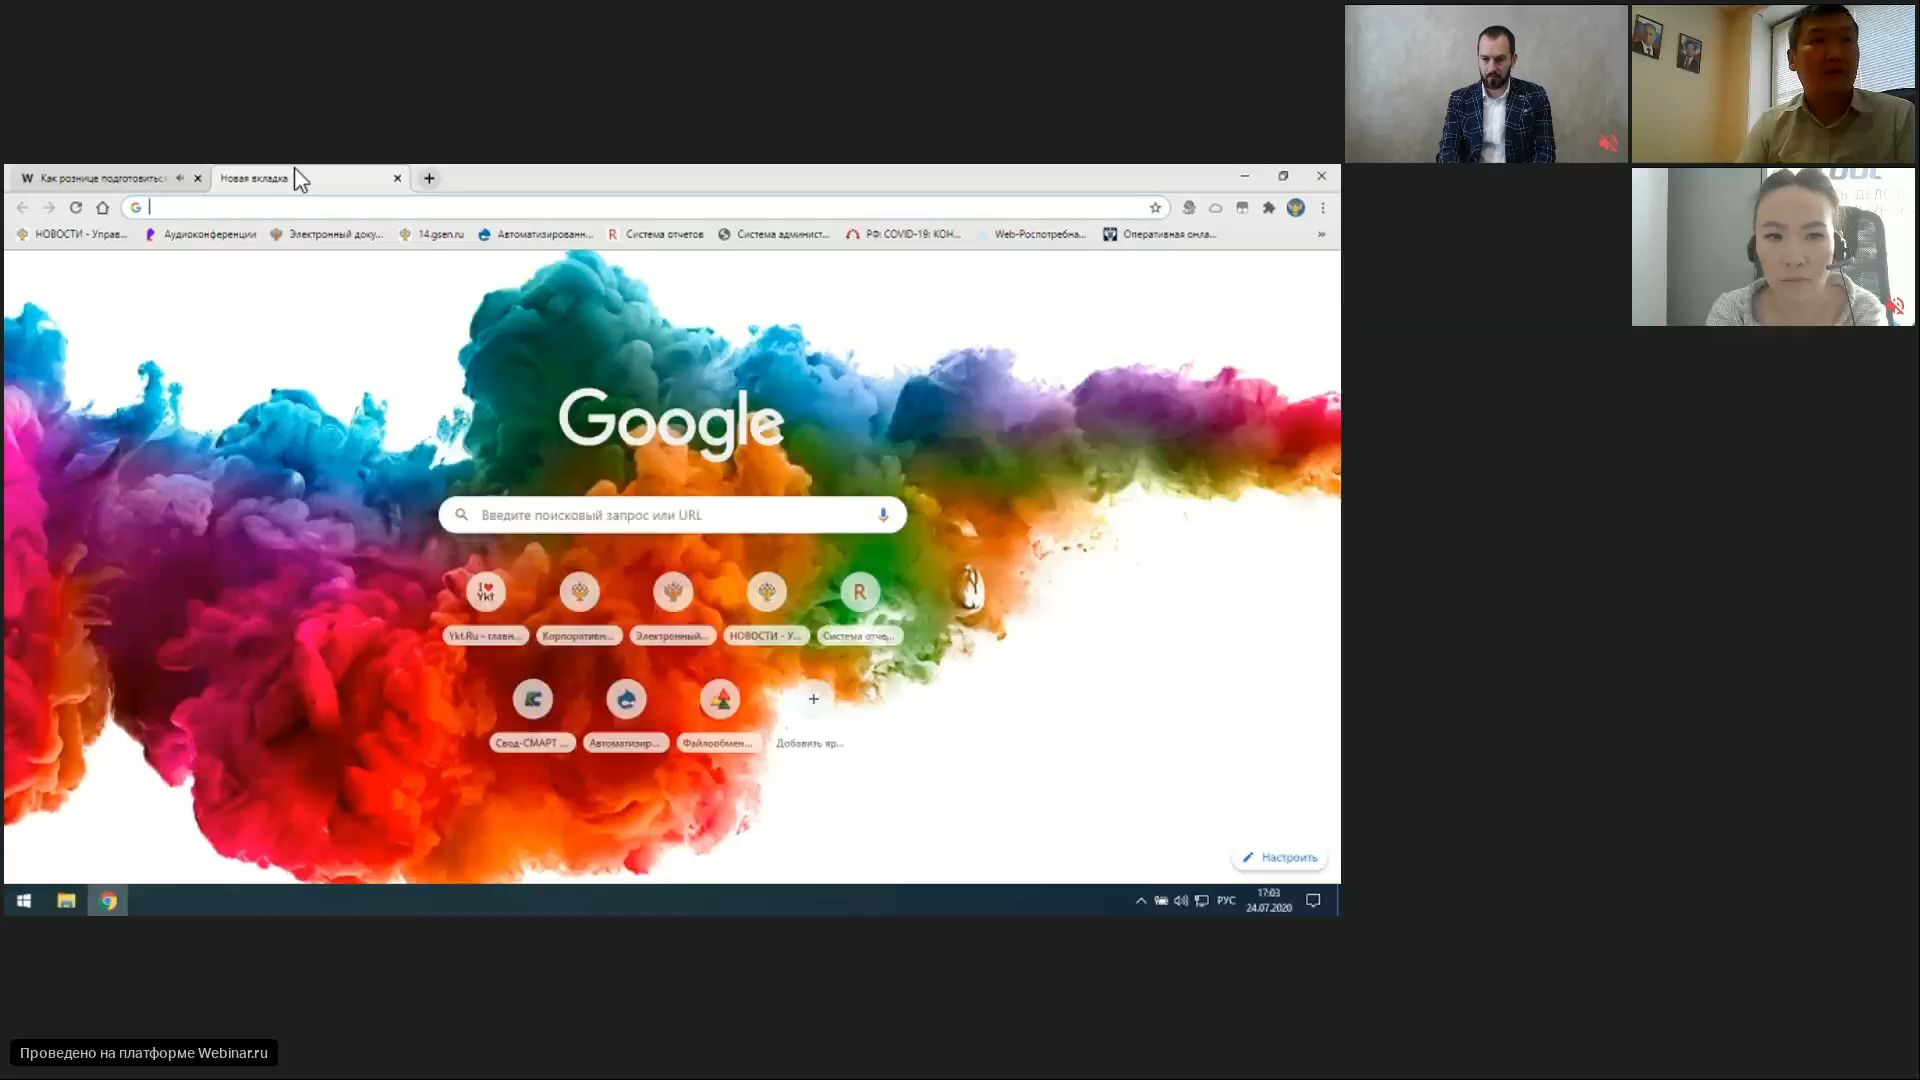 W Как рознице подготовитьс
Новая вкладка
НОВОСТИ - Управ...
Аудиоконференции
Электронный доку...
14.gsen.ru
Автоматизированн...
Система отчетов
Система админист...
РФ: COVID-19: КОН...
Web-Роспотребна...
Оперативная онла...
Google
Введите поисковый запрос или URL
I Ykt
R
Ykt.Ru – главн...
Корпоративн...
Электронный...
НОВОСТИ - У...
Система отче...
Свод-СМАРТ ...
Автоматизир...
Файлообмен...
Добавить яр...
Настроить
РУС
17:03
24.07.2020
Проведено на платформе Webinar.ru